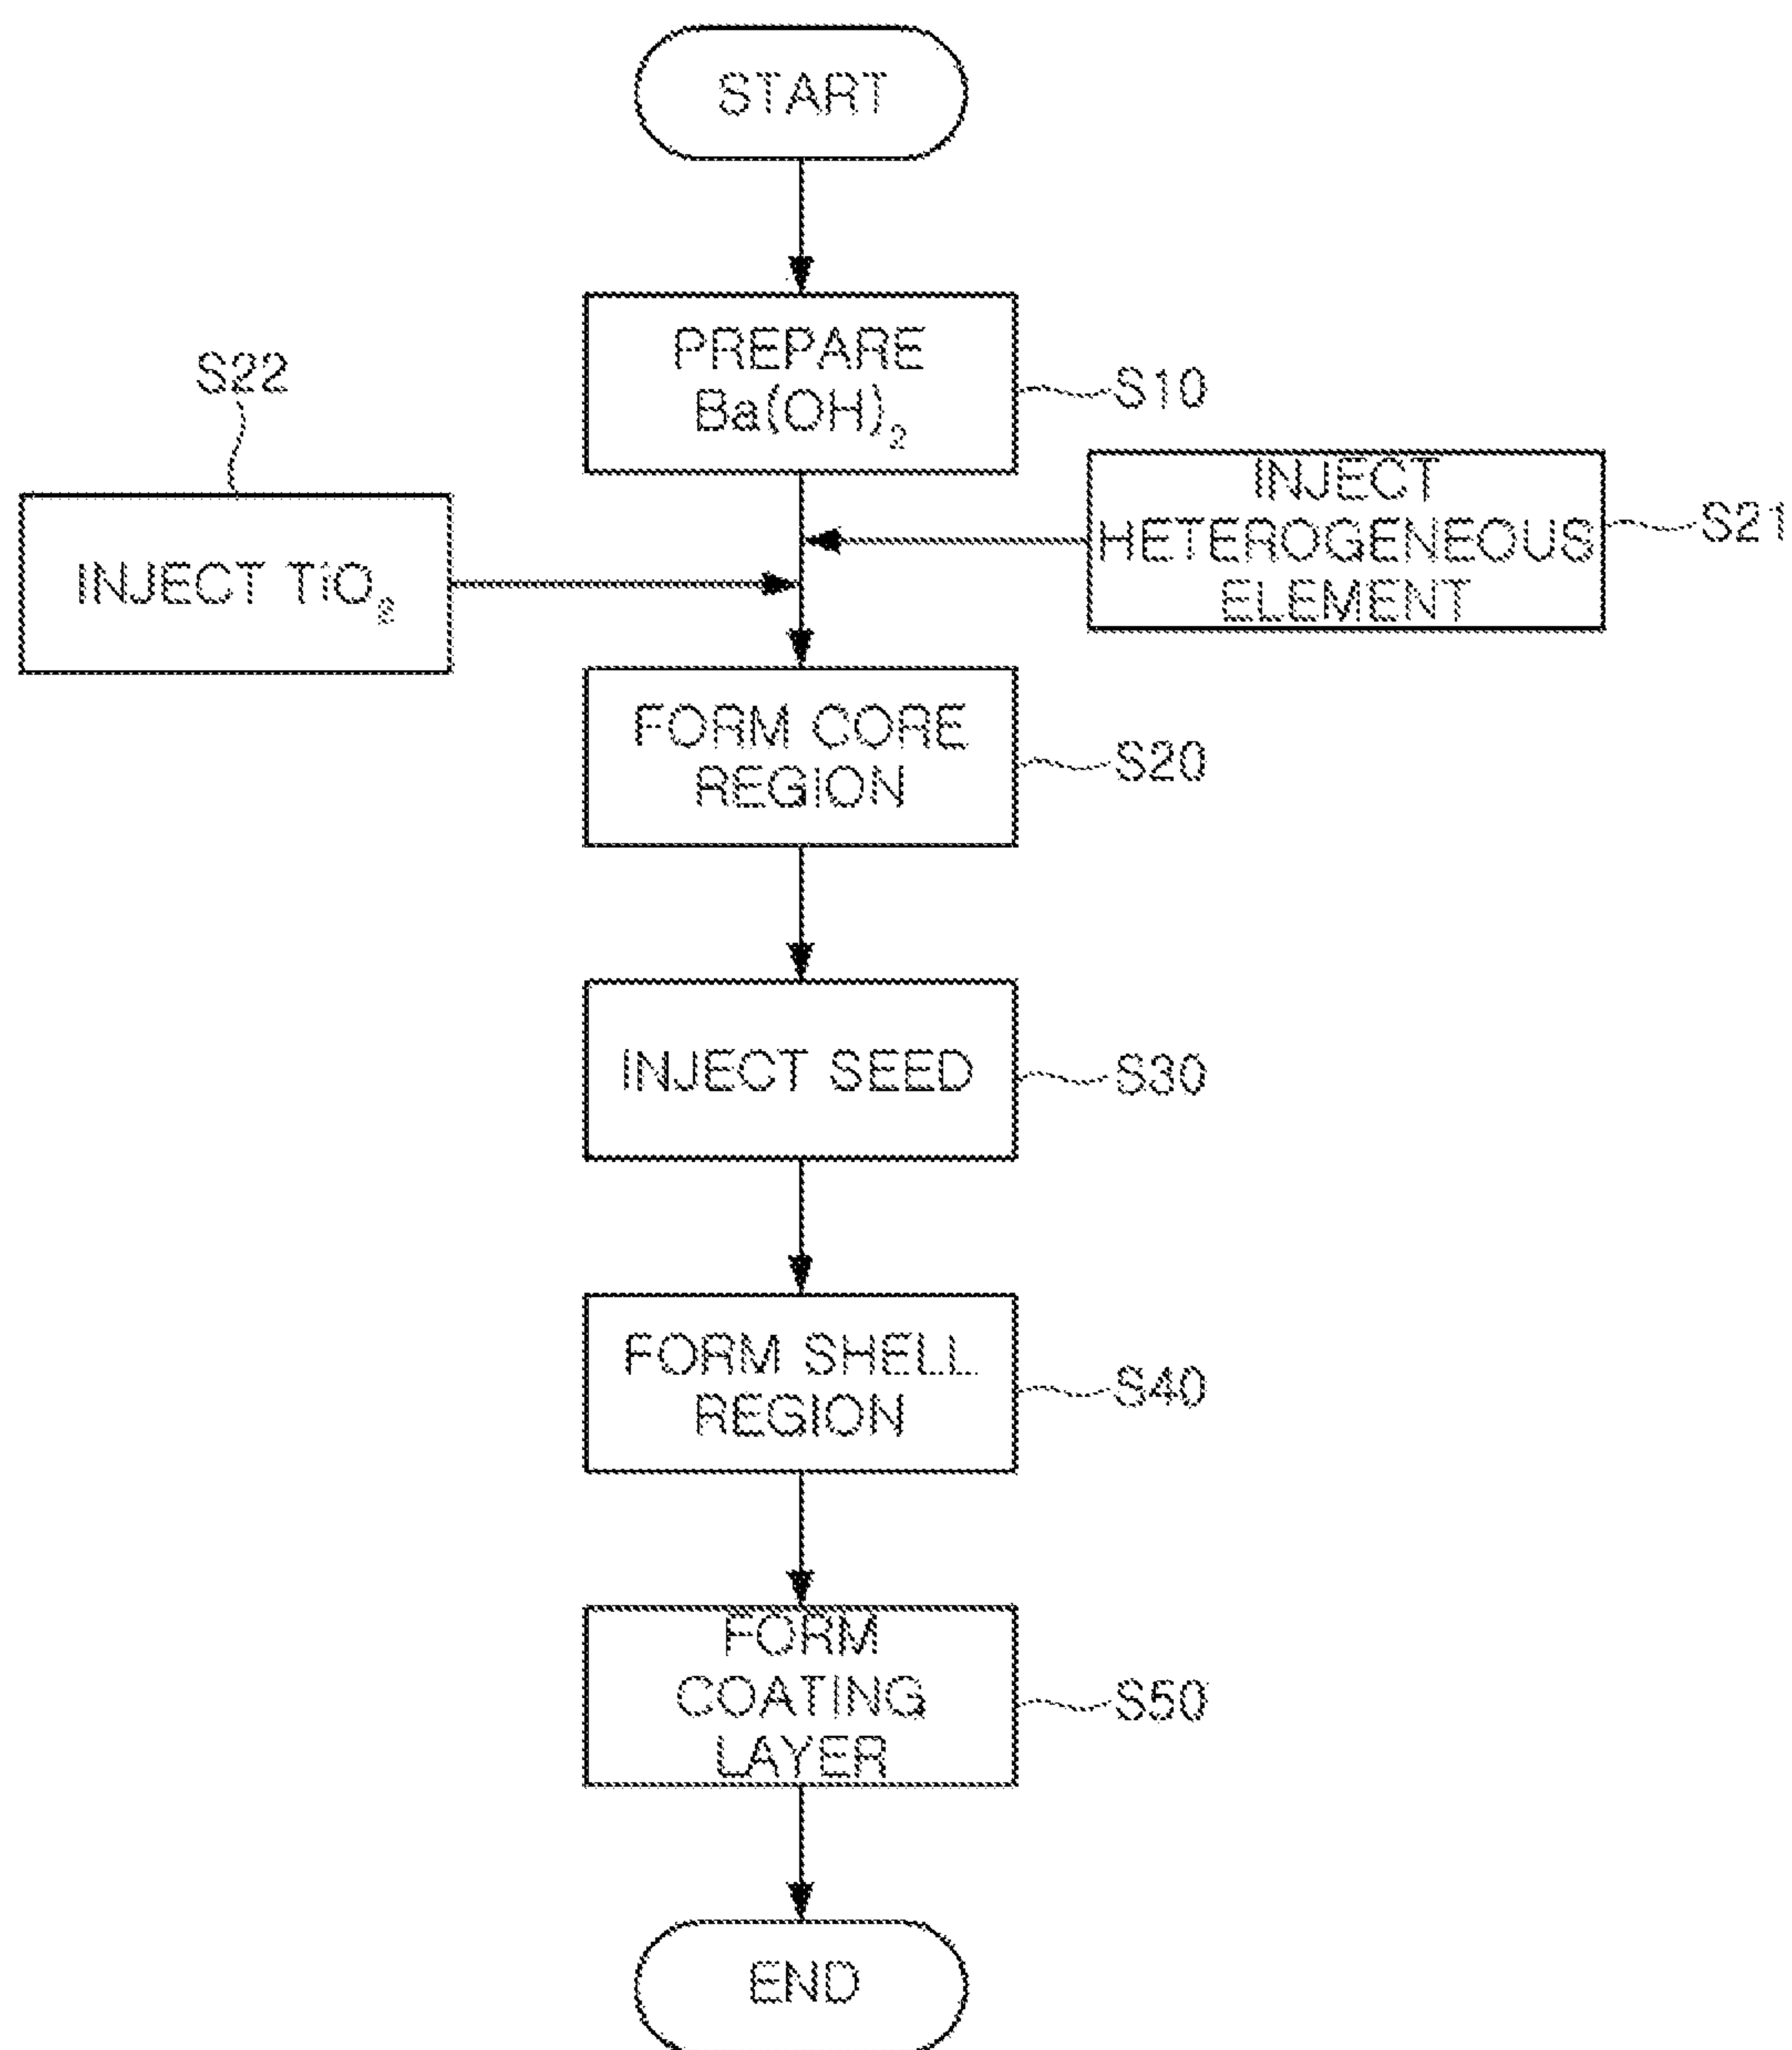 START
PREPARE
Ba(OH)₂
S10
S22
INJECT TiO₂
INJECT
HETEROGENEOUS
ELEMENT
S21
FORM CORE
REGION
S20
INJECT SEED
S30
FORM SHELL
REGION
S40
FORM
COATING
LAYER
S50
END